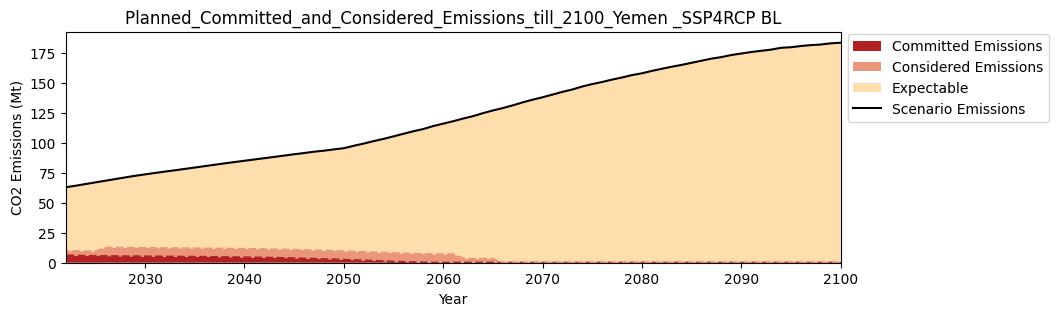 Planned_Committed_and_Considered_Emissions_till_2100_Yemen _SSP4RCP BL
CO2 Emissions (Mt)
175
150
125
100
75
50
25
0
2030 2040 2050 2060 2070 2080 2090 2100
Year
Committed Emissions
Considered Emissions
Expectable
Scenario Emissions